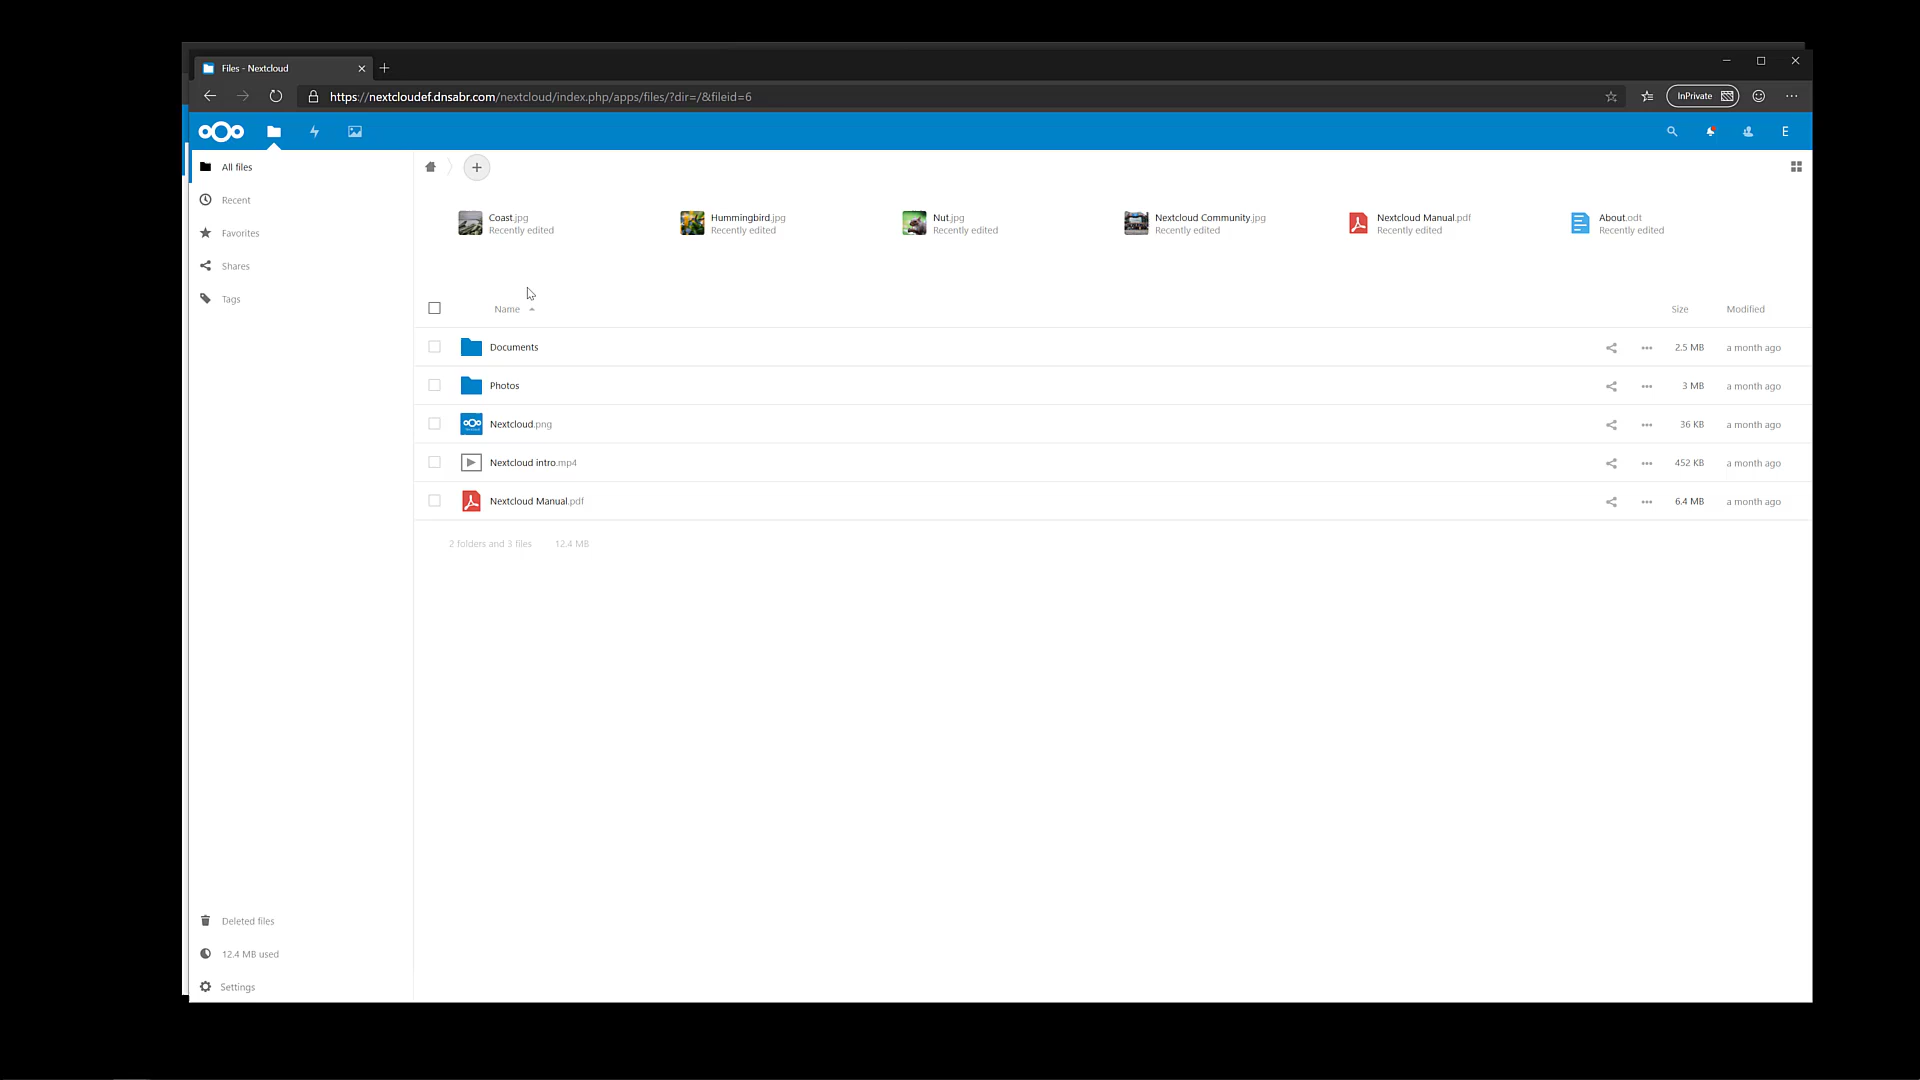 Files - Nextcloud
https://nextcloudef.dnsabr.com/nextcloud/index.php/apps/files/?dir=/&fileid=6
InPrivate
E
All files
Recent
Favorites
Shares
Tags
Coast.jpg
Recently edited
Hummingbird.jpg
Recently edited
Nut.jpg
Recently edited
Nextcloud Community.jpg
Recently edited
Nextcloud Manual.pdf
Recently edited
About.odt
Recently edited
Name Size Modified
Documents 2.5 MB a month ago
Photos 3 MB a month ago
Nextcloud.png 36 KB a month ago
Nextcloud intro.mp4 452 KB a month ago
Nextcloud Manual.pdf 6.4 MB a month ago
2 folders and 3 files 12.4 MB
Deleted files
12.4 MB used
Settings